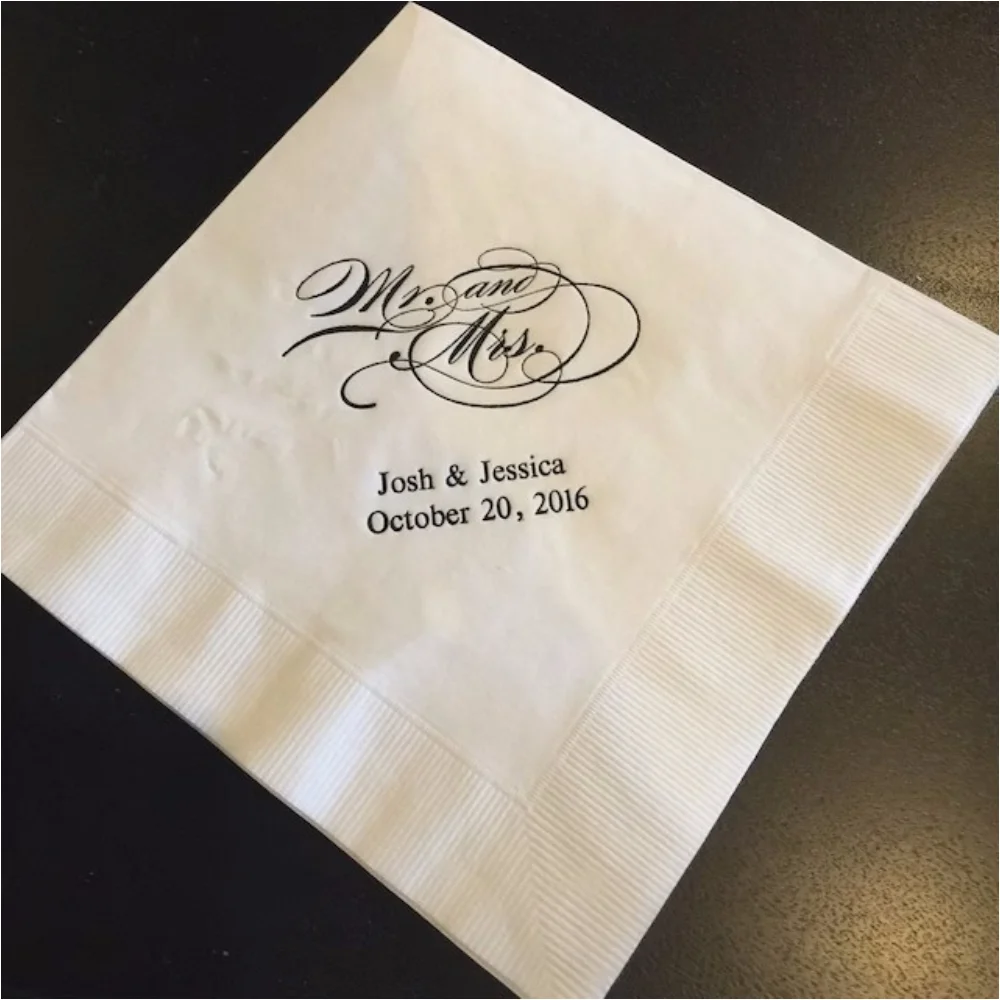 Mr. and
Mrs.
Josh & Jessica
October 20, 2016